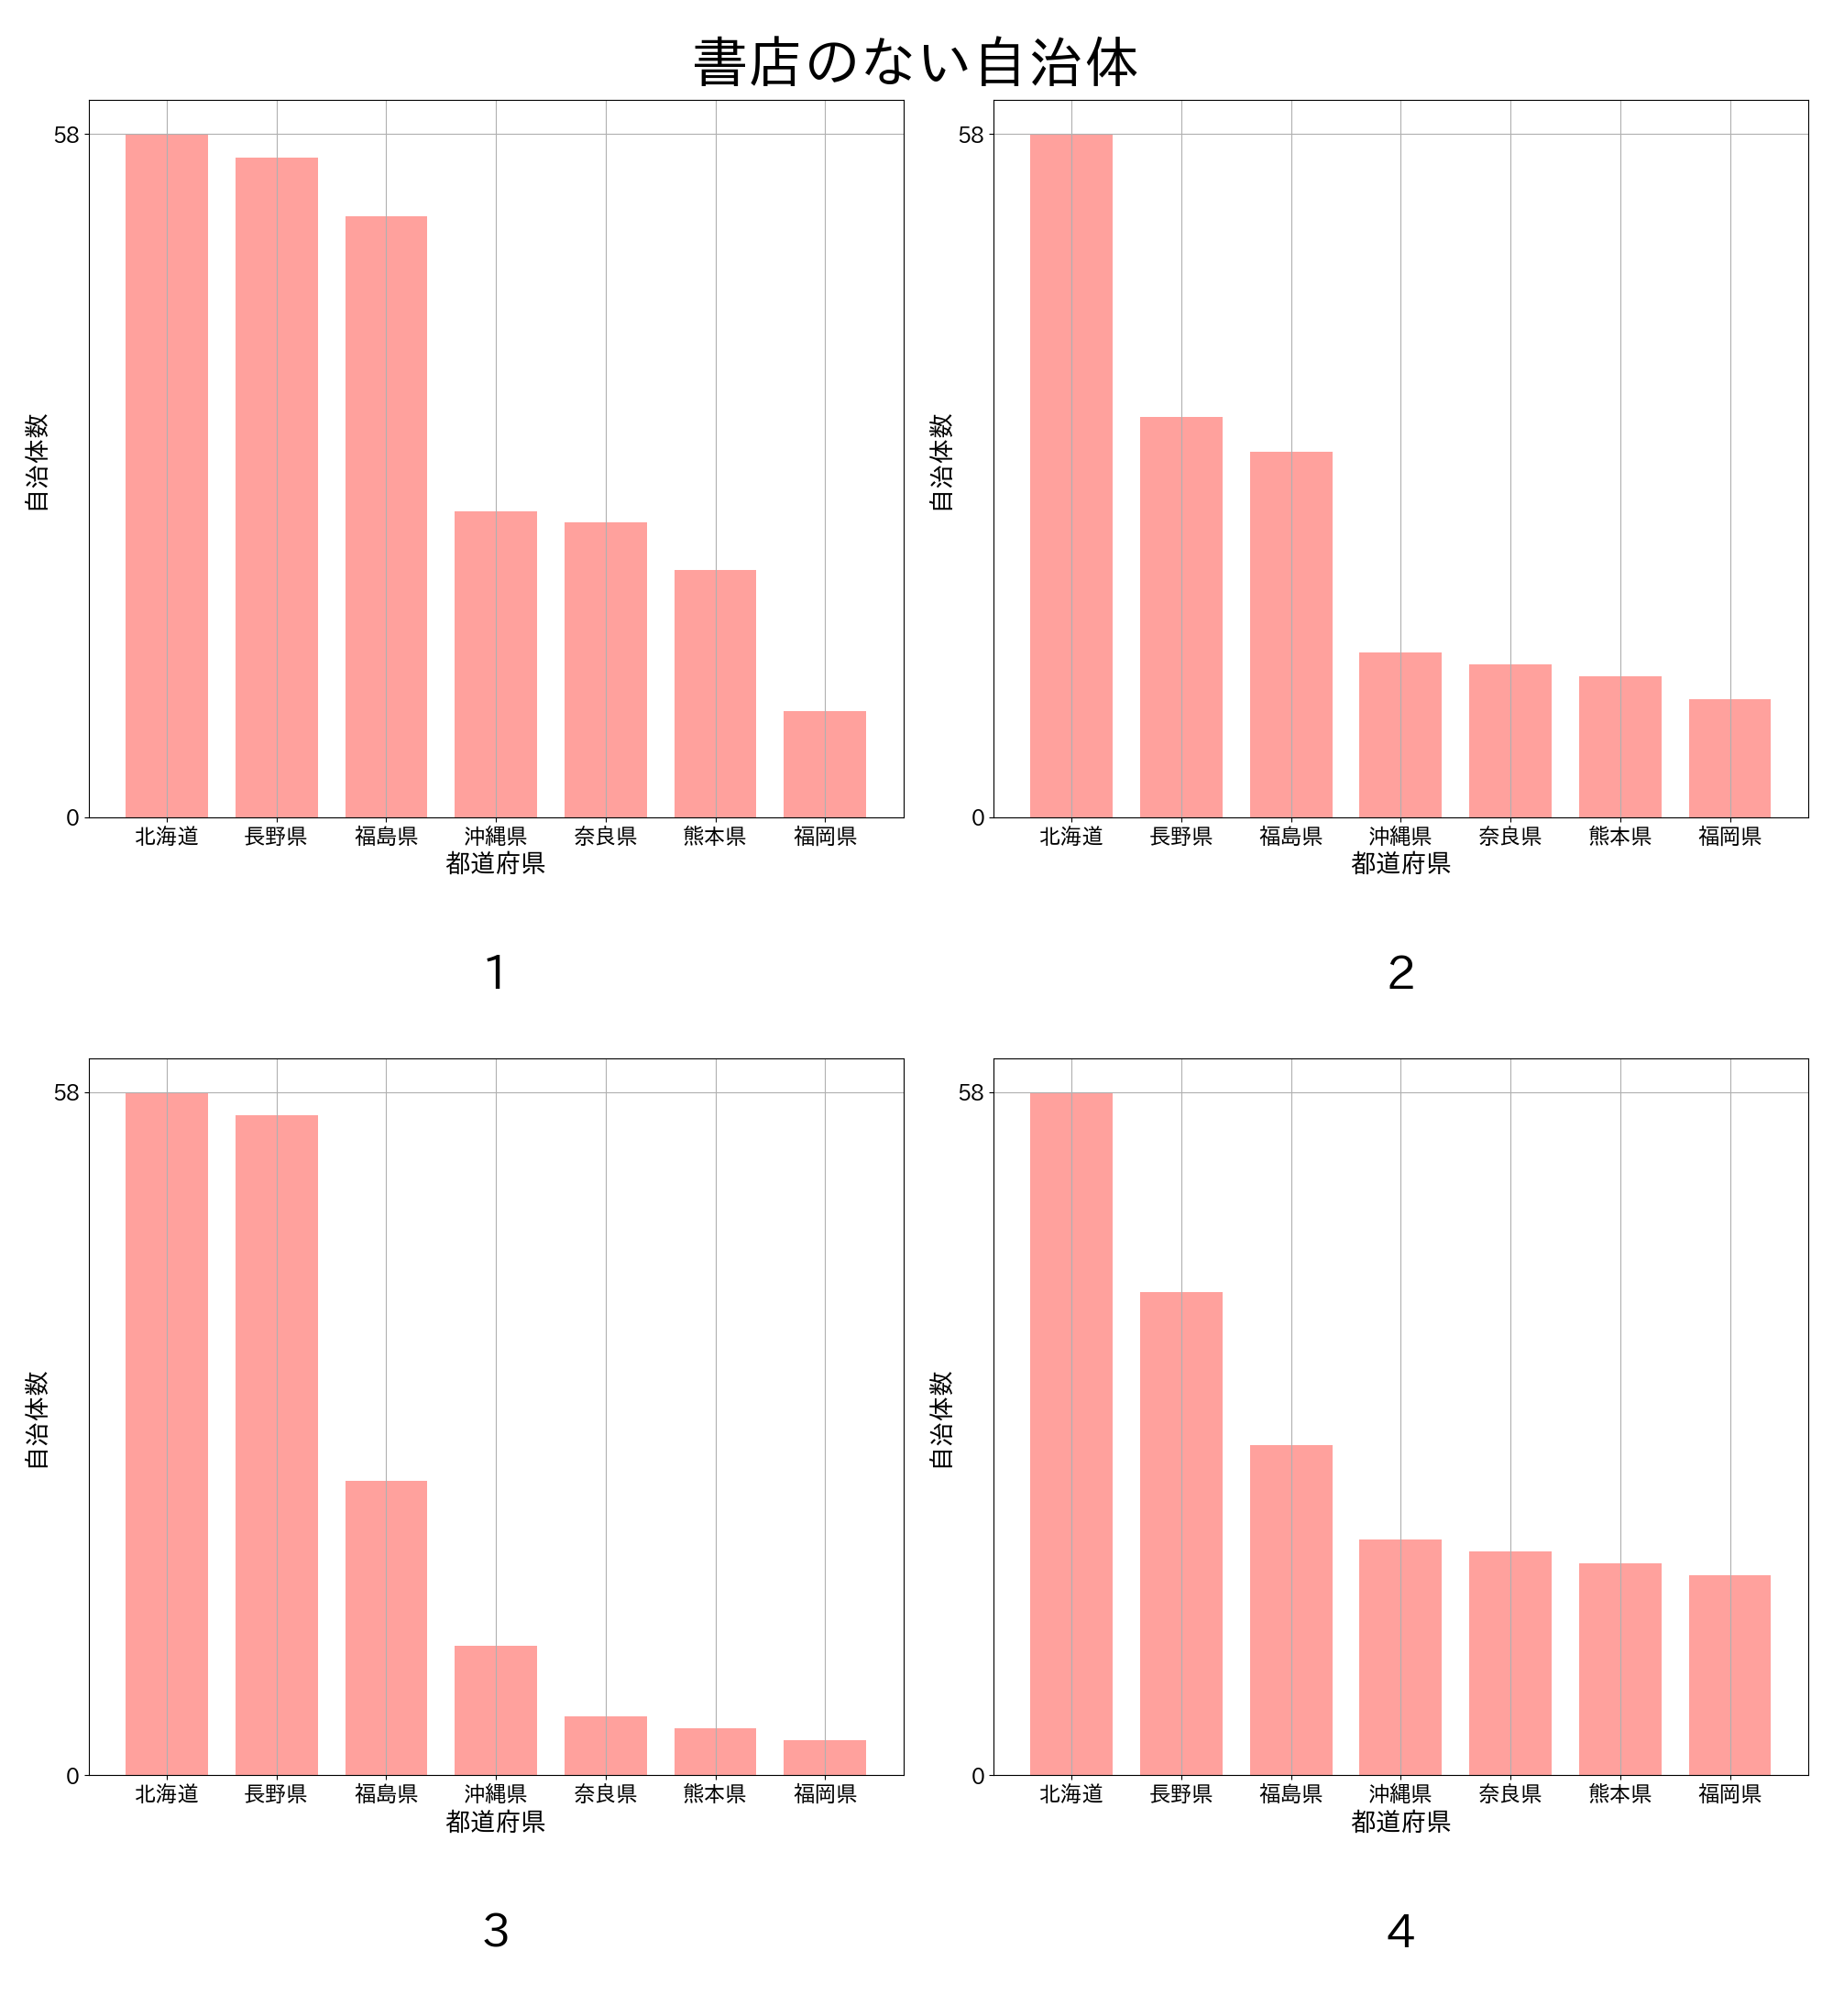 書店のない自治体
58
0
自治体数
北海道 長野県 福島県 沖縄県 奈良県 熊本県 福岡県
都道府県
1
58
0
自治体数
北海道 長野県 福島県 沖縄県 奈良県 熊本県 福岡県
都道府県
2
58
0
自治体数
北海道 長野県 福島県 沖縄県 奈良県 熊本県 福岡県
都道府県
3
58
0
自治体数
北海道 長野県 福島県 沖縄県 奈良県 熊本県 福岡県
都道府県
4